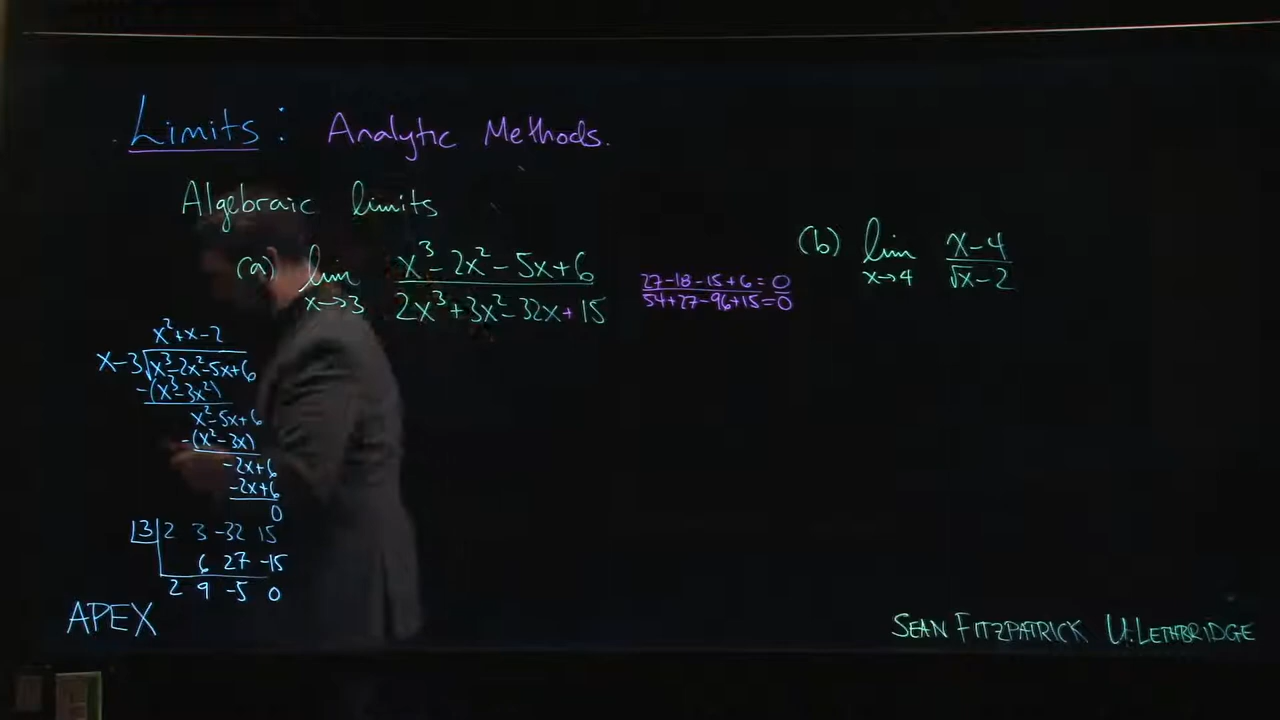 Limits: Analytic Methods.
Algebraic limits
(a) lim x→3 (x³-2x²-5x+6)/(2x³+3x²-32x+15)
27-18-15+6=0
54+27-96+15=0
(b) lim x→4 (x-4)/(√x-2)
x²+x-2
x-3 √x³-2x²-5x+6
-(x³-3x²)
x²-5x+6
-(x²-3x)
-2x+6
-2x+6
0
3 | 2 3 -32 15
6 27 -15
2 9 -5 0
APEX
SEAN FITZPATRICK U. LETHBRIDGE